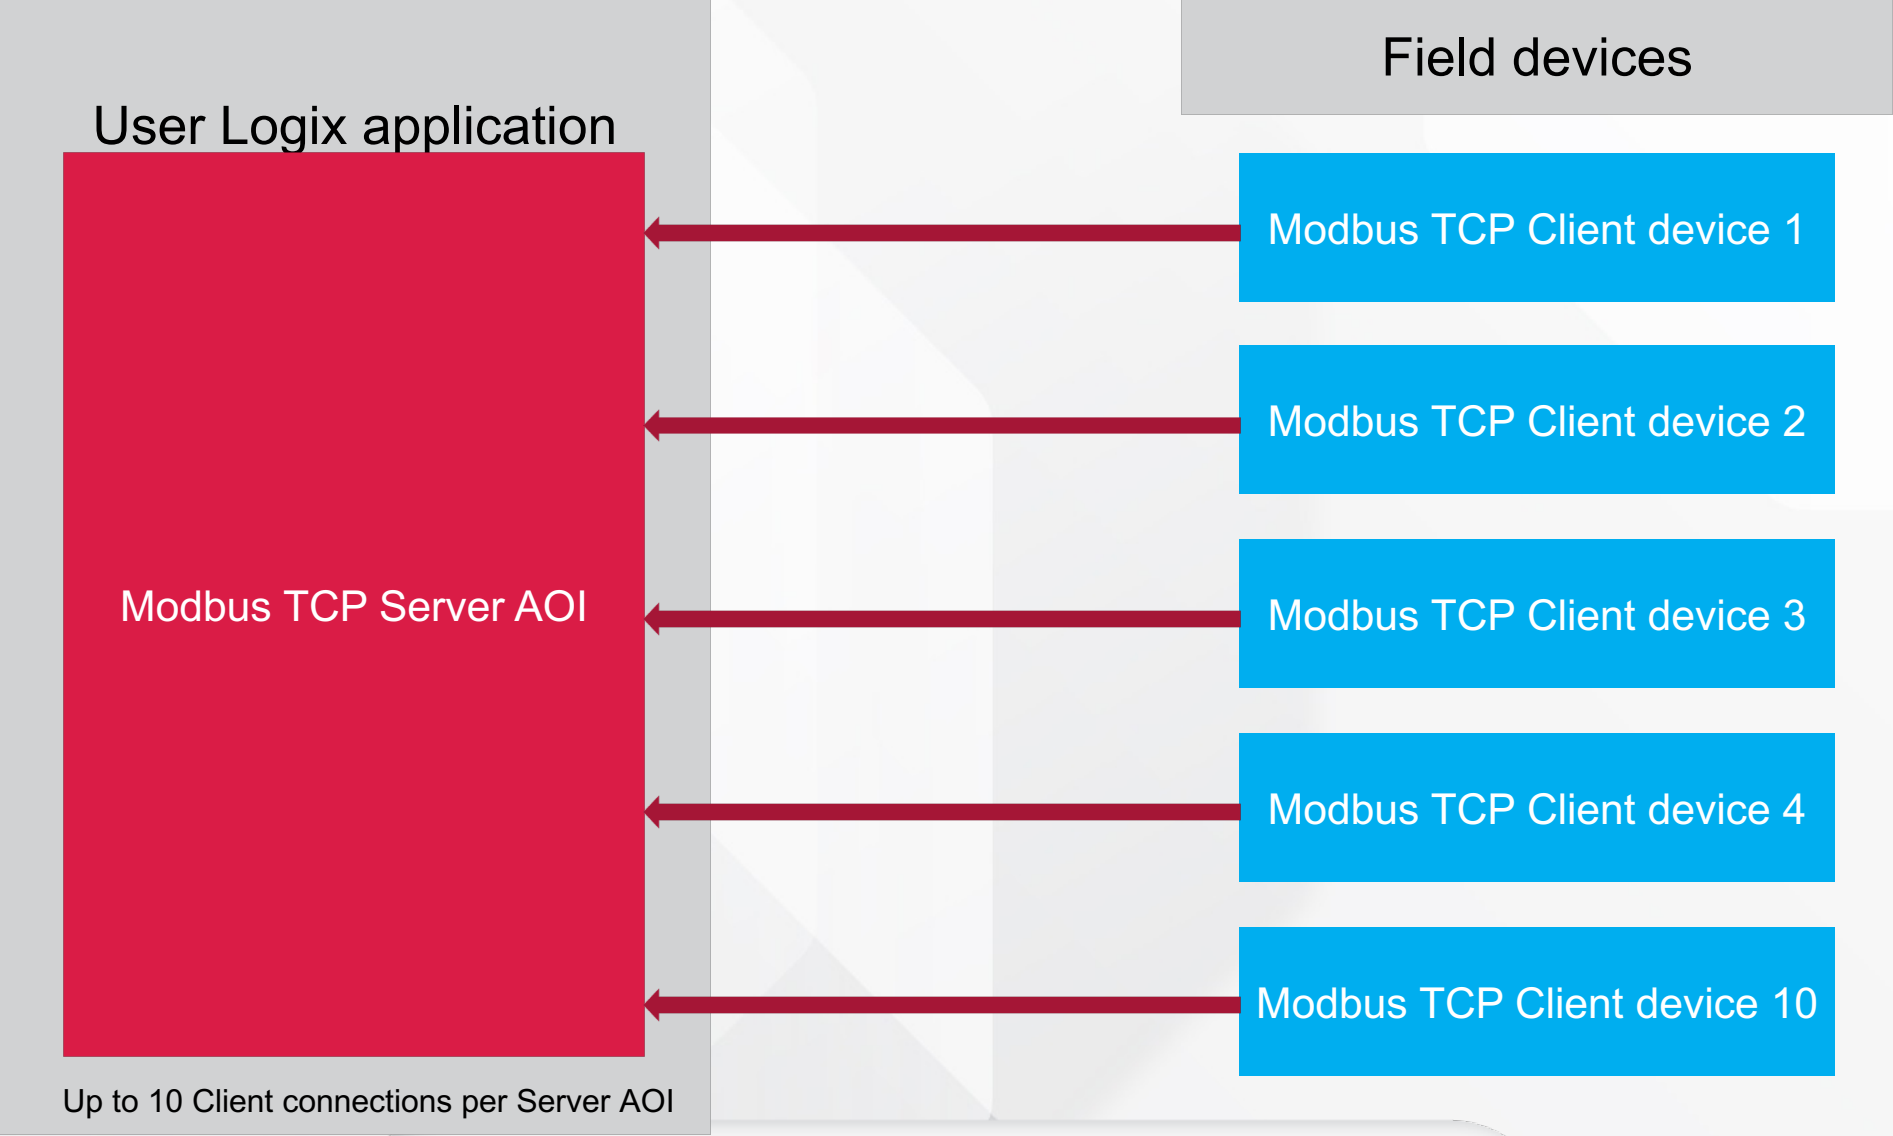 Field devices
User Logix application
Modbus TCP Server AOI
Modbus TCP Client device 1
Modbus TCP Client device 2
Modbus TCP Client device 3
Modbus TCP Client device 4
Modbus TCP Client device 10
Up to 10 Client connections per Server AOI